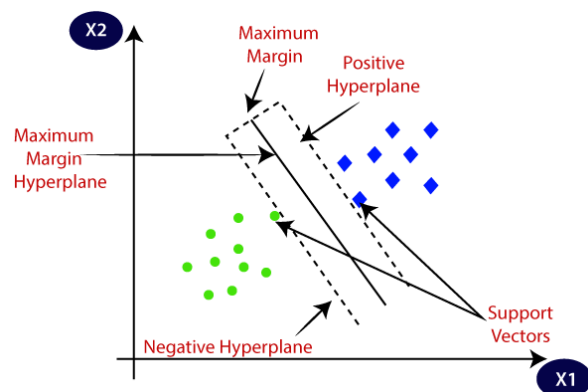 X2
Maximum
Margin
Positive
Hyperplane
Maximum
Margin
Hyperplane
Support
Vectors
Negative Hyperplane
X1